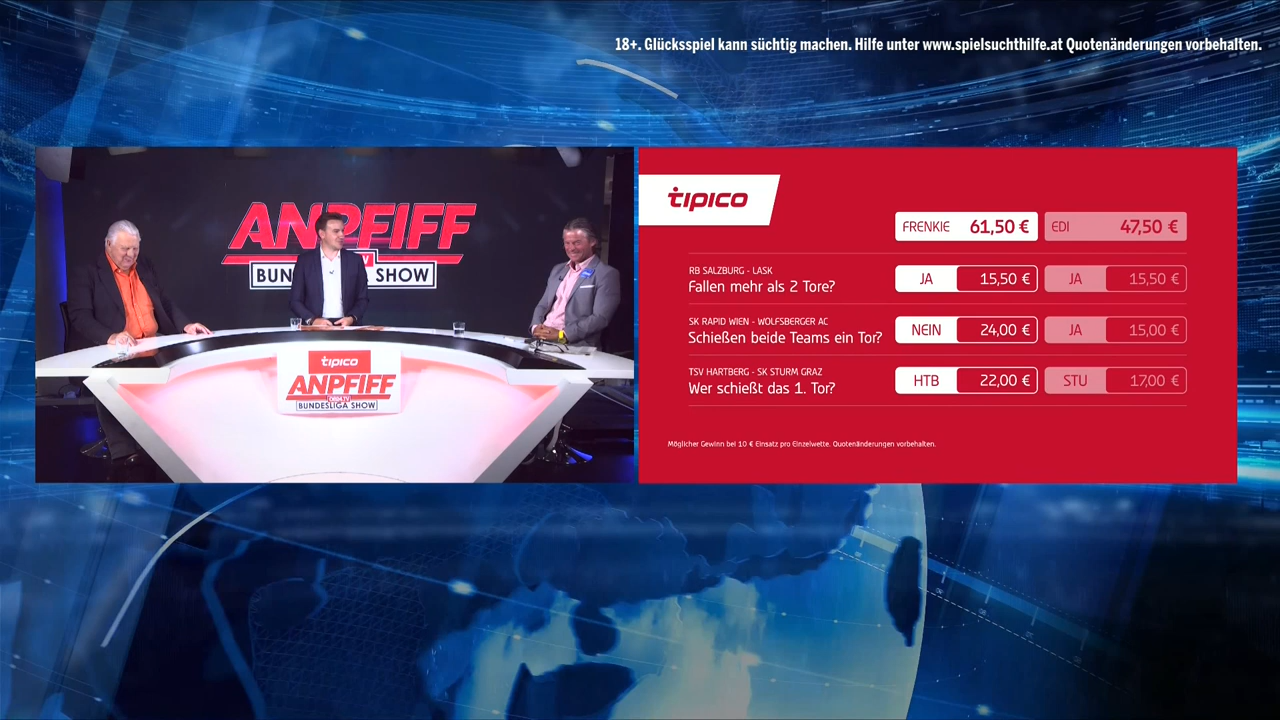 18+. Glücksspiel kann süchtig machen. Hilfe unter www.spielsuchthilfe.at Quotenänderungen vorbehalten.
ANPFIFF
BUNDE SHOW
tipico
ANPFIFF
BUNDESLIGA SHOW
tipico
FRENKIE 61,50 € EDI 47,50 €
RB SALZBURG - LASK
Fallen mehr als 2 Tore? JA 15,50 € JA 15,50 €
SK RAPID WIEN - WOLFSBERGER AC
Schießen beide Teams ein Tor? NEIN 24,00 € JA 15,00 €
TSV HARTBERG - SK STURM GRAZ
Wer schießt das 1. Tor? HTB 22,00 € STU 17,00 €
Möglicher Gewinn bei 10 € Einsatz pro Einzelwette. Quotenänderungen vorbehalten.